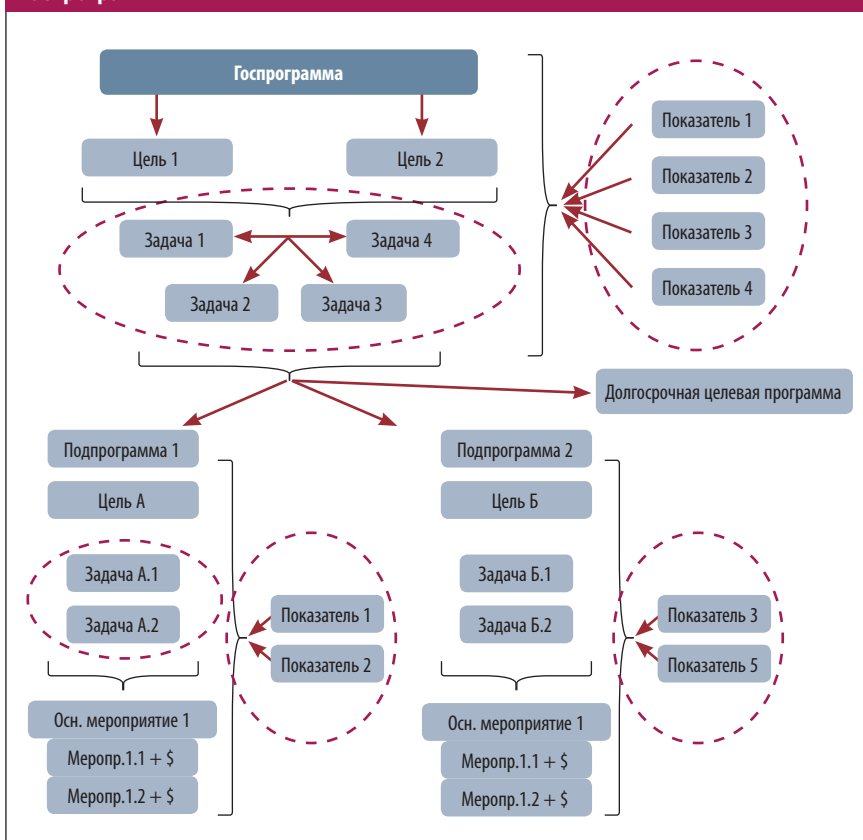 Госпрограмма
Цель 1
Цель 2
Задача 1
Задача 4
Задача 2
Задача 3
Показатель 1
Показатель 2
Показатель 3
Показатель 4
Долгосрочная целевая программа
Подпрограмма 1
Цель А
Задача А.1
Задача А.2
Показатель 1
Показатель 2
Осн. мероприятие 1
Меропр.1.1 + $
Меропр.1.2 + $
Подпрограмма 2
Цель Б
Задача Б.1
Задача Б.2
Показатель 3
Показатель 5
Осн. мероприятие 1
Меропр.1.1 + $
Меропр.1.2 + $